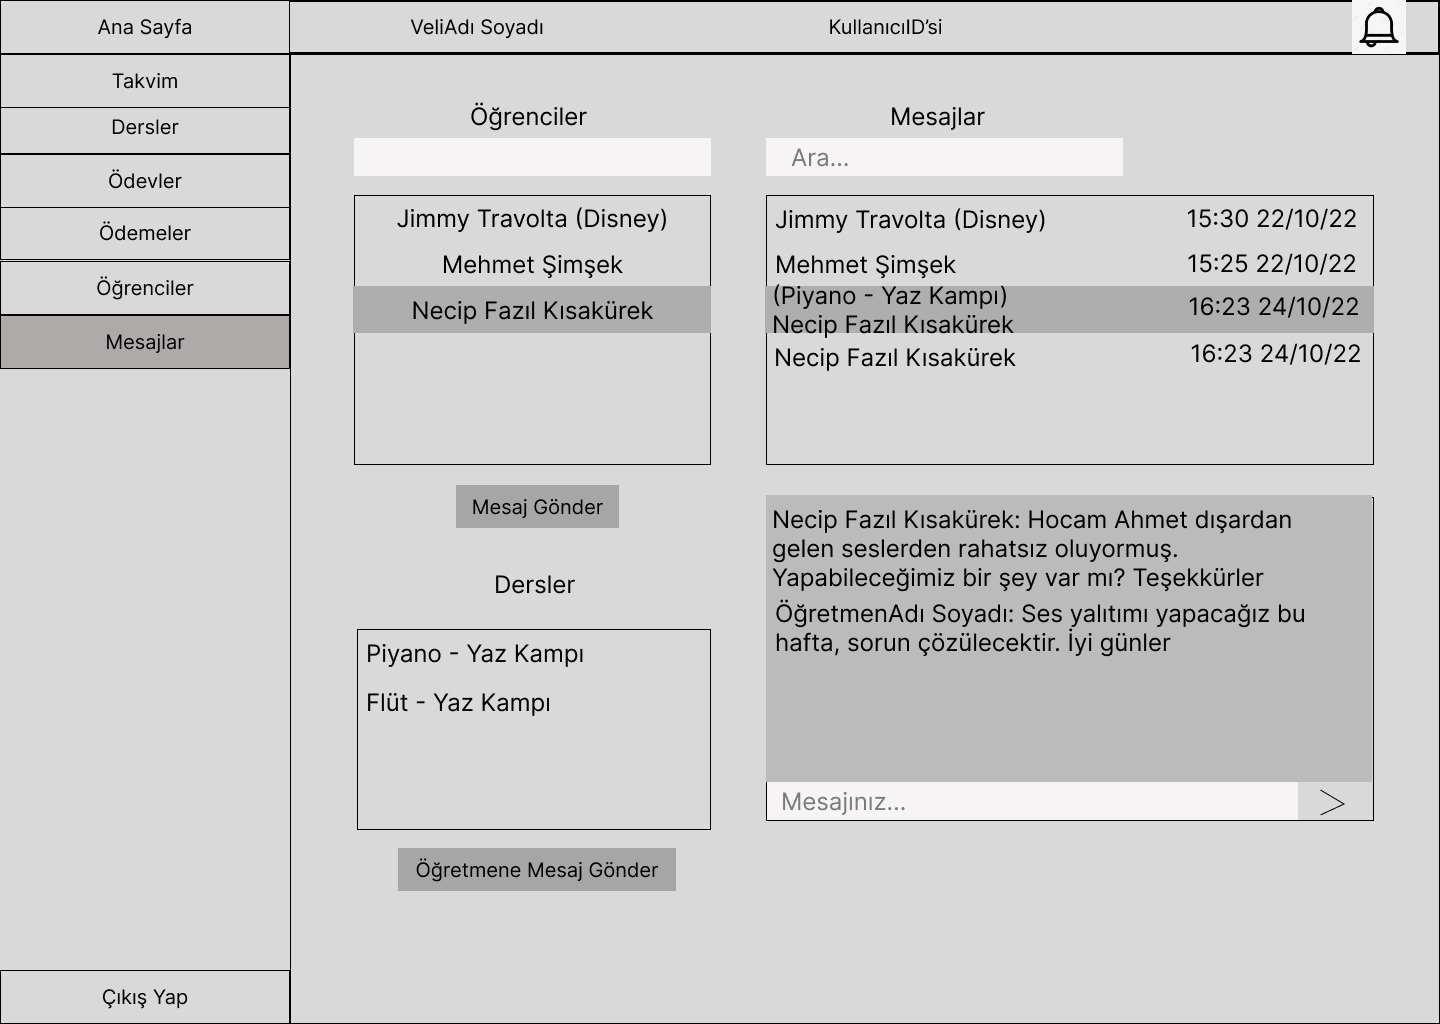 Ana Sayfa
VeliAdı Soyadı
KullanıcıID’si
Takvim
Dersler
Ödevler
Ödemeler
Öğrenciler
Mesajlar
Çıkış Yap
Öğrenciler
Jimmy Travolta (Disney)
Mehmet Şimşek
Necip Fazıl Kısakürek
Mesaj Gönder
Dersler
Piyano - Yaz Kampı
Flüt - Yaz Kampı
Öğretmene Mesaj Gönder
Mesajlar
Ara...
Jimmy Travolta (Disney) 15:30 22/10/22
Mehmet Şimşek 15:25 22/10/22
(Piyano - Yaz Kampı)
Necip Fazıl Kısakürek 16:23 24/10/22
Necip Fazıl Kısakürek 16:23 24/10/22
Necip Fazıl Kısakürek: Hocam Ahmet dışardan
gelen seslerden rahatsız oluyormuş.
Yapabileceğimiz bir şey var mı? Teşekkürler
ÖğretmenAdı Soyadı: Ses yalıtımı yapacağız bu
hafta, sorun çözülecektir. İyi günler
Mesajınız...